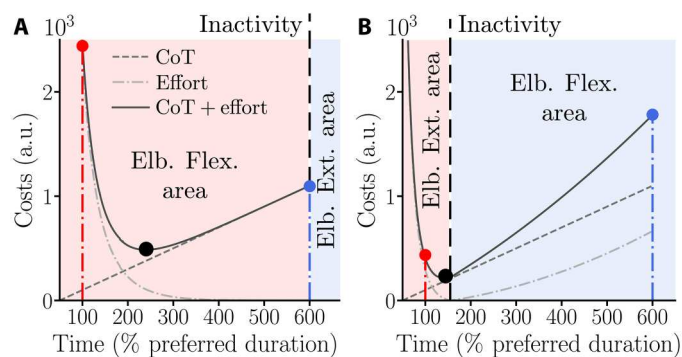 A
10³
Inactivity
CoT
Effort
CoT + effort
Elb. Flex.
area
Elb. Ext. area
Costs (a.u.)
2
1
0
100 200 300 400 500 600
Time (% preferred duration)
B
10³
Inactivity
Elb. Ext. area
Elb. Flex.
area
Costs (a.u.)
2
1
0
100 200 300 400 500 600
Time (% preferred duration)